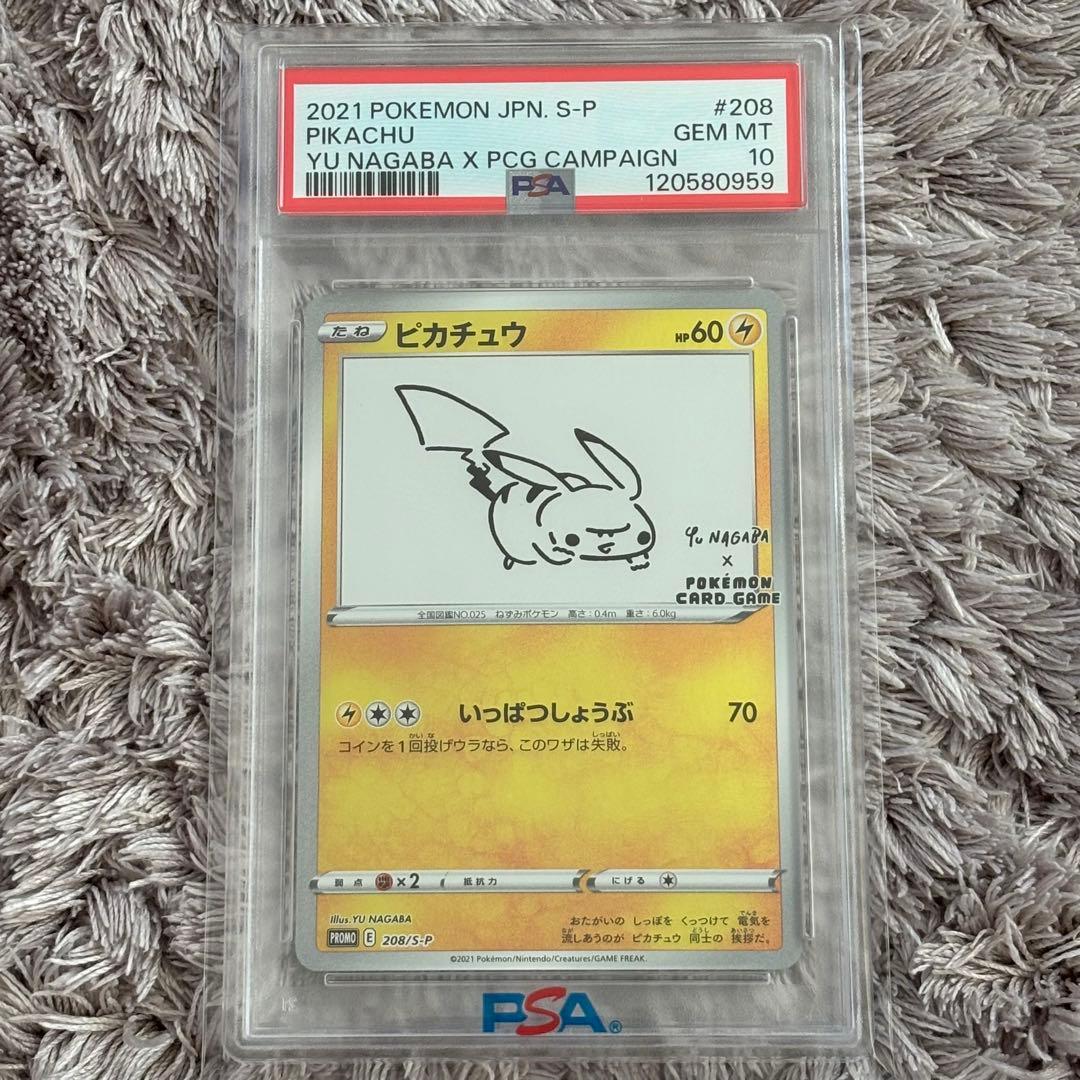 2021 POKEMON JPN. S-P #208
PIKACHU GEM MT
YU NAGABA X PCG CAMPAIGN 10
PSA 120580959
たね ピカチュウ HP60
YU NAGABA
X
POKÉMON
CARD GAME
全国図鑑NO.025 ねずみポケモン 高さ:0.4m 重さ:6.0kg
いっぱつしょうぶ 70
コインを1回投げウラなら、このワザは失敗。
弱点 ×2 抵抗力 にげる
Illus.YU NAGABA
PROMO E 208/S-P
おたがいの しっぽを くっつけて 電気を
流しあうのが ピカチュウ 同士の 挨拶だ。
©2021 Pokémon/Nintendo/Creatures/GAME FREAK.
PSA®